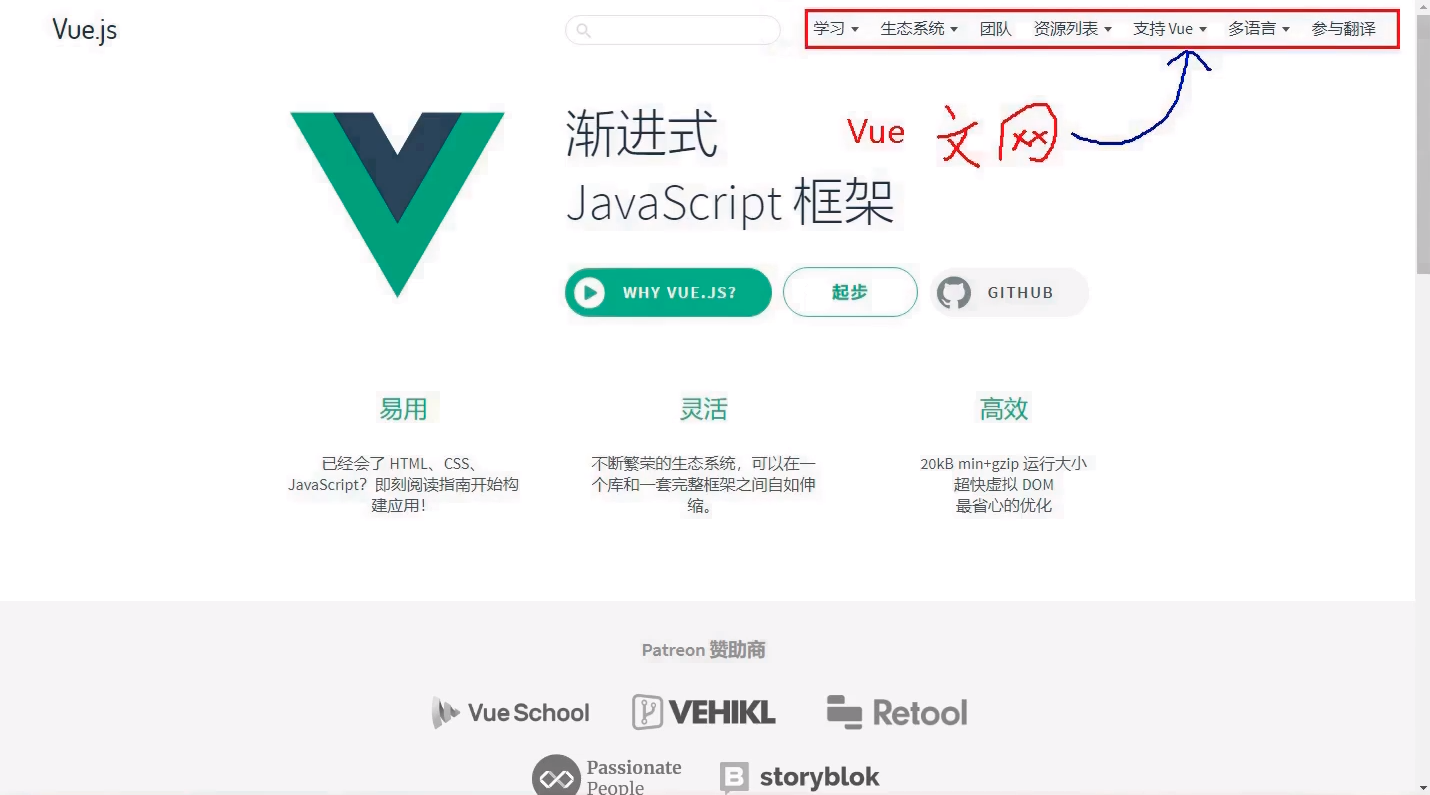 Vue.js
学习 生态系统 团队 资源列表 支持 Vue 多语言 参与翻译
渐进式
JavaScript 框架
Vue 文网
WHY VUE.JS?
起步
GITHUB
易用
已经会了 HTML、CSS、
JavaScript？即刻阅读指南开始构
建应用！
灵活
不断繁荣的生态系统，可以在一
个库和一套完整框架之间自如伸
缩。
高效
20kB min+gzip 运行大小
超快虚拟 DOM
最省心的优化
Patreon 赞助商
Vue School
VEHIKL
Retool
Passionate
People
storyblok